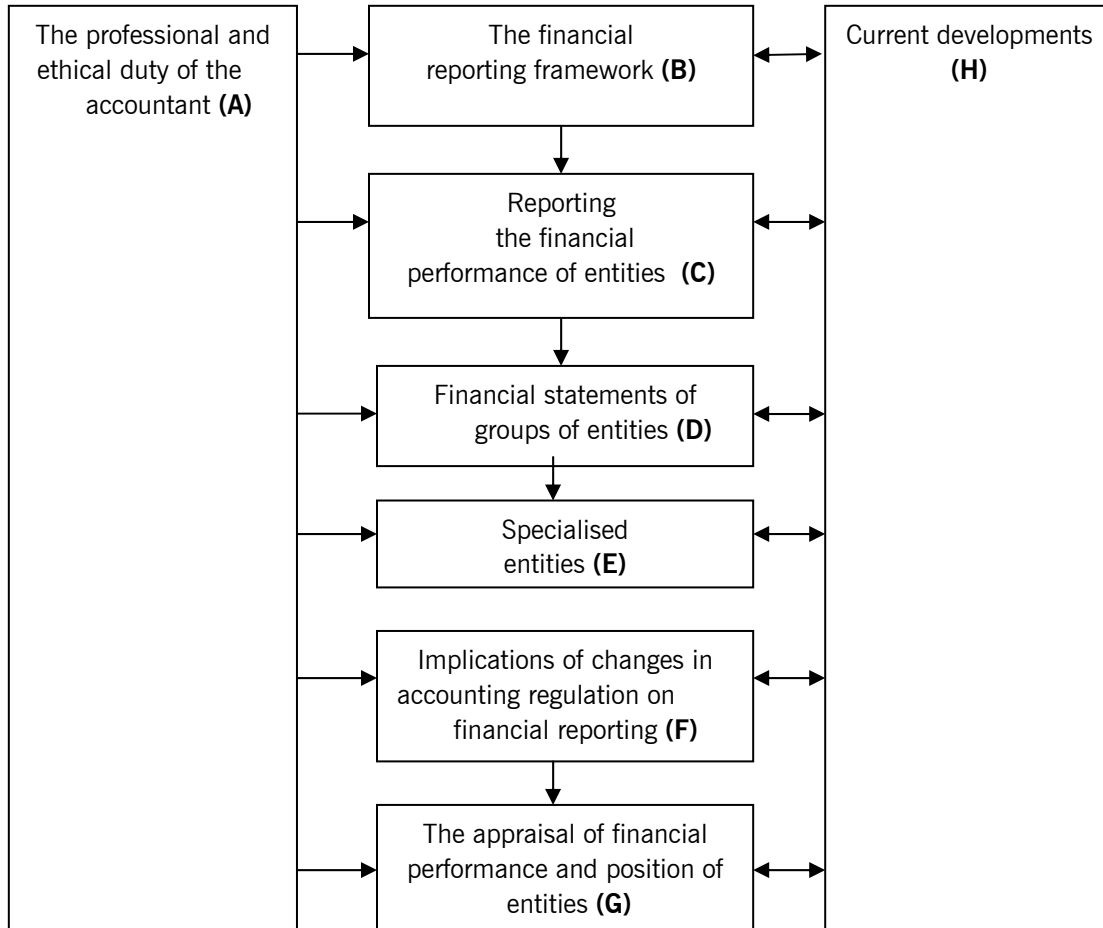 The professional and
ethical duty of the
accountant (A)
The financial
reporting framework (B)
Current developments
(H)
Reporting
the financial
performance of entities (C)
Financial statements of
groups of entities (D)
Specialised
entities (E)
Implications of changes in
accounting regulation on
financial reporting (F)
The appraisal of financial
performance and position of
entities (G)